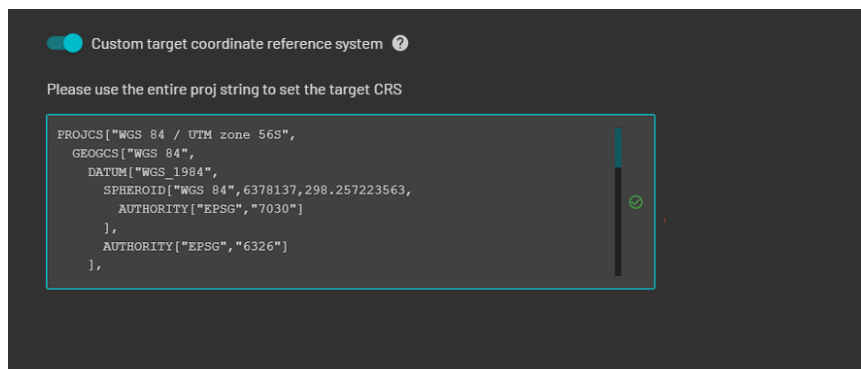 Custom target coordinate reference system ?
Please use the entire proj string to set the target CRS
PROJCS["WGS 84 / UTM zone 56S",
GEOGCS["WGS 84",
DATUM["WGS_1984",
SPHEROID["WGS 84",6378137,298.257223563,
AUTHORITY["EPSG","7030"]
],
AUTHORITY["EPSG","6326"]
],